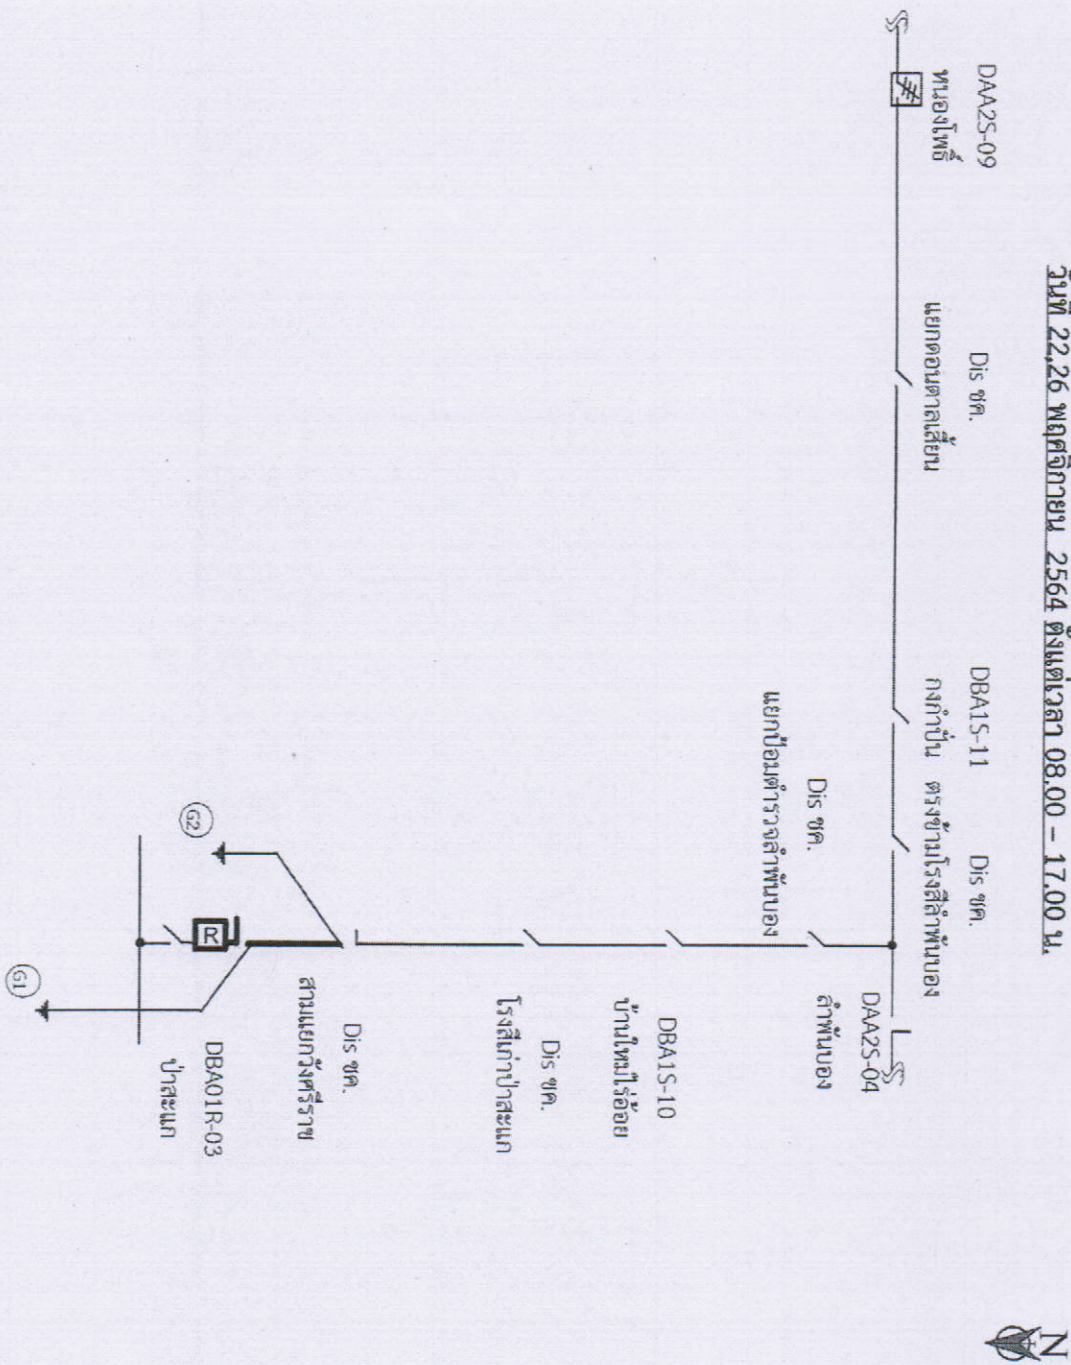 วันที่ 22,26 พฤศจิกายน 2564 ตั้งแต่เวลา 08.00 – 17.00 น.
N
DAA2S-09
หนองโพธิ์
Dis ชค.
แยกดอนตาลเสี้ยน
DBA1S-11
กงกำปั่น
Dis ชค.
ตรงข้ามโรงสีลำพันบอง
DAA2S-04
ลำพันบอง
Dis ชค.
แยกป้อมตำรวจลำพันบอง
DBA1S-10
บ้านใหม่ไร่อ้อย
Dis ชค.
โรงสีเก่าป่าสะแก
Dis ชค.
สามแยกวังศรีราช
G2
R
DBA01R-03
ป่าสะแก
G1